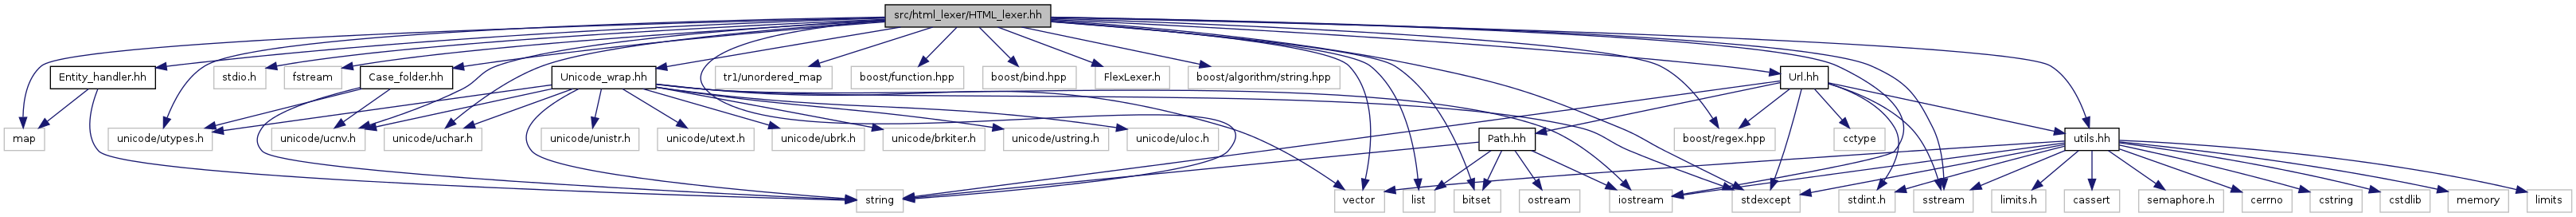 src/html_lexer/HTML_lexer.hh
Entity_handler.hh
stdio.h
fstream
Case_folder.hh
Unicode_wrap.hh
tr1/unordered_map
boost/function.hpp
boost/bind.hpp
FlexLexer.h
boost/algorithm/string.hpp
Url.hh
map
unicode/utypes.h
unicode/ucnv.h
unicode/uchar.h
unicode/unistr.h
unicode/utext.h
unicode/ubrk.h
unicode/brkiter.h
unicode/ustring.h
unicode/uloc.h
Path.hh
boost/regex.hpp
cctype
utils.hh
string
vector
list
bitset
ostream
iostream
stdexcept
stdint.h
sstream
limits.h
cassert
semaphore.h
cerrno
cstring
cstdlib
memory
limits